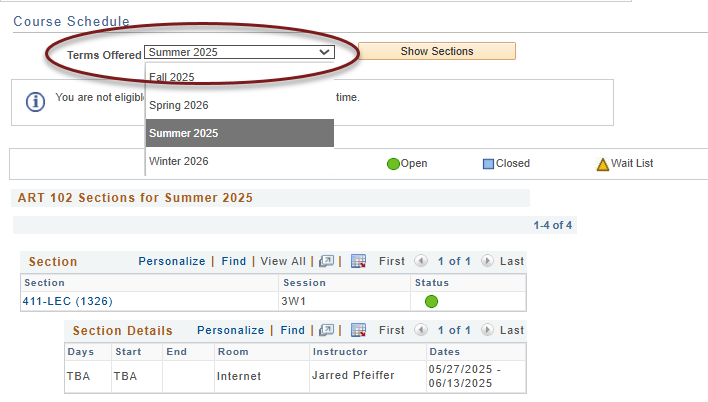 Course Schedule
Terms Offered Summer 2025 Show Sections
Fall 2025
You are not eligible time.
Spring 2026
Summer 2025
Winter 2026
Open Closed Wait List
ART 102 Sections for Summer 2025
1-4 of 4
Section Personalize | Find | View All | | First 1 of 1 Last
Section Session Status
411-LEC (1326) 3W1
Section Details Personalize | Find | | First 1 of 1 Last
Days Start End Room Instructor Dates
TBA TBA Internet Jarred Pfeiffer 05/27/2025 -
06/13/2025